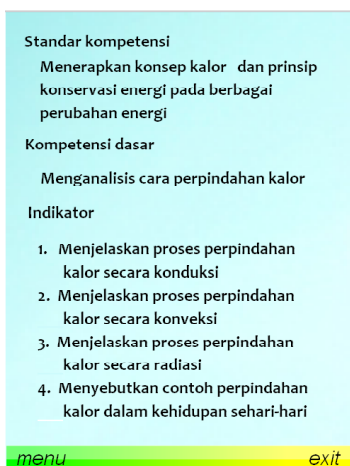 Standar kompetensi
Menerapkan konsep kalor dan prinsip
konservasi energi pada berbagai
perubahan energi
Kompetensi dasar
Menganalisis cara perpindahan kalor
Indikator
1. Menjelaskan proses perpindahan
kalor secara konduksi
2. Menjelaskan proses perpindahan
kalor secara konveksi
3. Menjelaskan proses perpindahan
kalor secara radiasi
4. Menyebutkan contoh perpindahan
kalor dalam kehidupan sehari-hari
menu exit